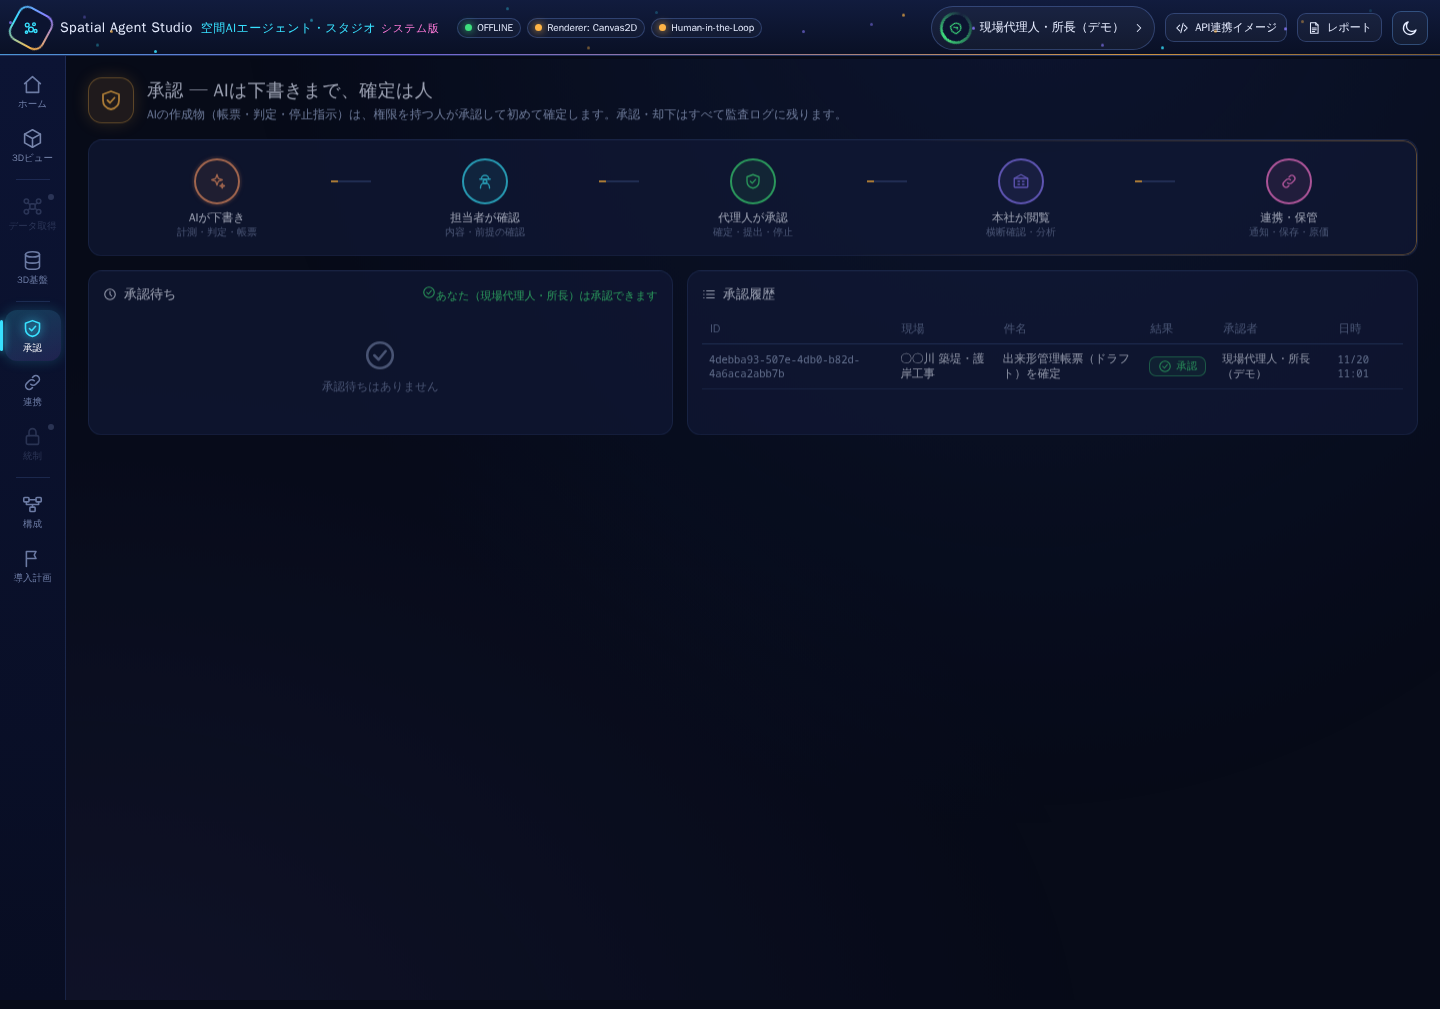 Spatial Agent Studio 空間AIエージェント・スタジオ システム版
OFFLINE
Renderer: Canvas2D
Human-in-the-Loop
現場代理人・所長（デモ）
API連携イメージ
レポート
ホーム
3Dビュー
データ取得
3D基盤
承認
連携
統制
構成
導入計画
承認 — AIは下書きまで、確定は人
AIの作成物（帳票・判定・停止指示）は、権限を持つ人が承認して初めて確定します。承認・却下はすべて監査ログに残ります。
AIが下書き
計測・判定・帳票
担当者が確認
内容・前提の確認
代理人が承認
確定・提出・停止
本社が閲覧
横断確認・分析
連携・保管
通知・保存・原価
承認待ち
あなた（現場代理人・所長）は承認できます
承認待ちはありません
承認履歴
ID 現場 件名 結果 承認者 日時
4debba93-507e-4db0-b82d-
4a6aca2abb7b
〇〇川 築堤・護
岸工事
出来形管理帳票（ドラフ
ト）を確定
承認
現場代理人・所長
（デモ）
11/20
11:01